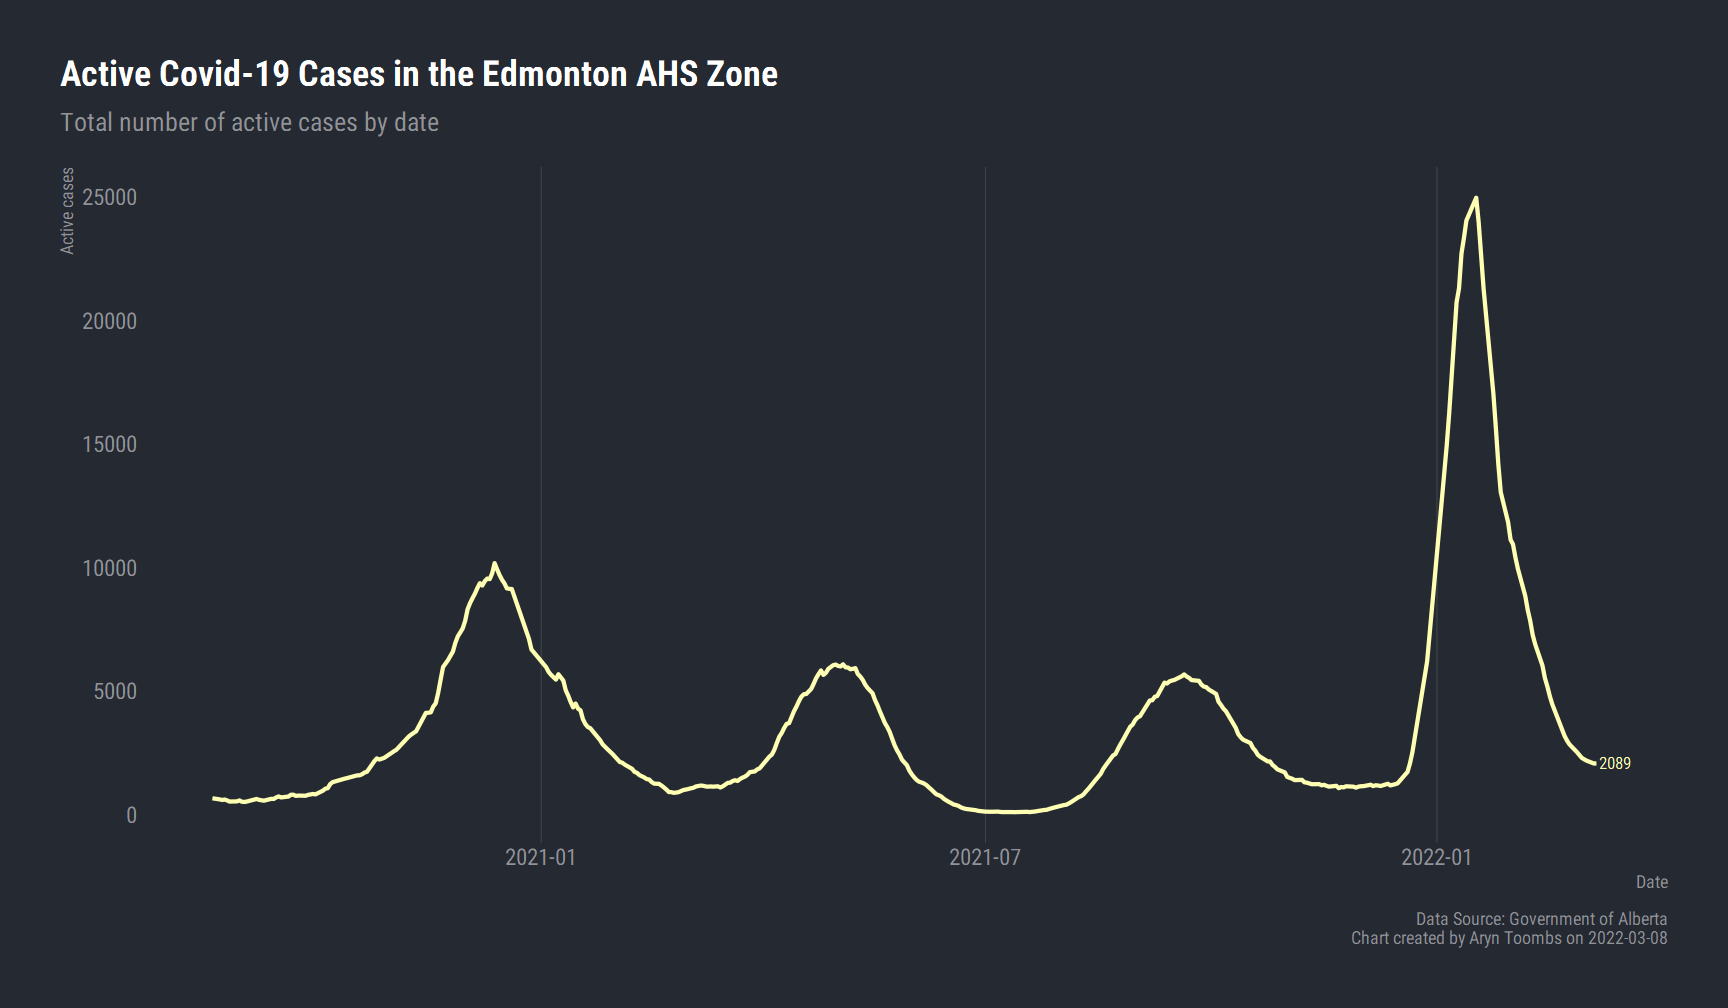 Active Covid-19 Cases in the Edmonton AHS Zone
Total number of active cases by date
Active cases
25000
20000
15000
10000
5000
0
2089
2021-01
2021-07
2022-01
Date
Data Source: Government of Alberta
Chart created by Aryn Toombs on 2022-03-08